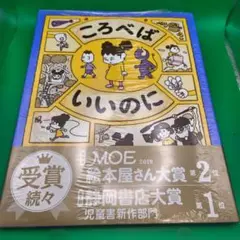 ころべば
いいのに
受賞
続々
MOE
絵本屋さん大賞 第2位
静岡書店大賞
児童書新作部門 第1位